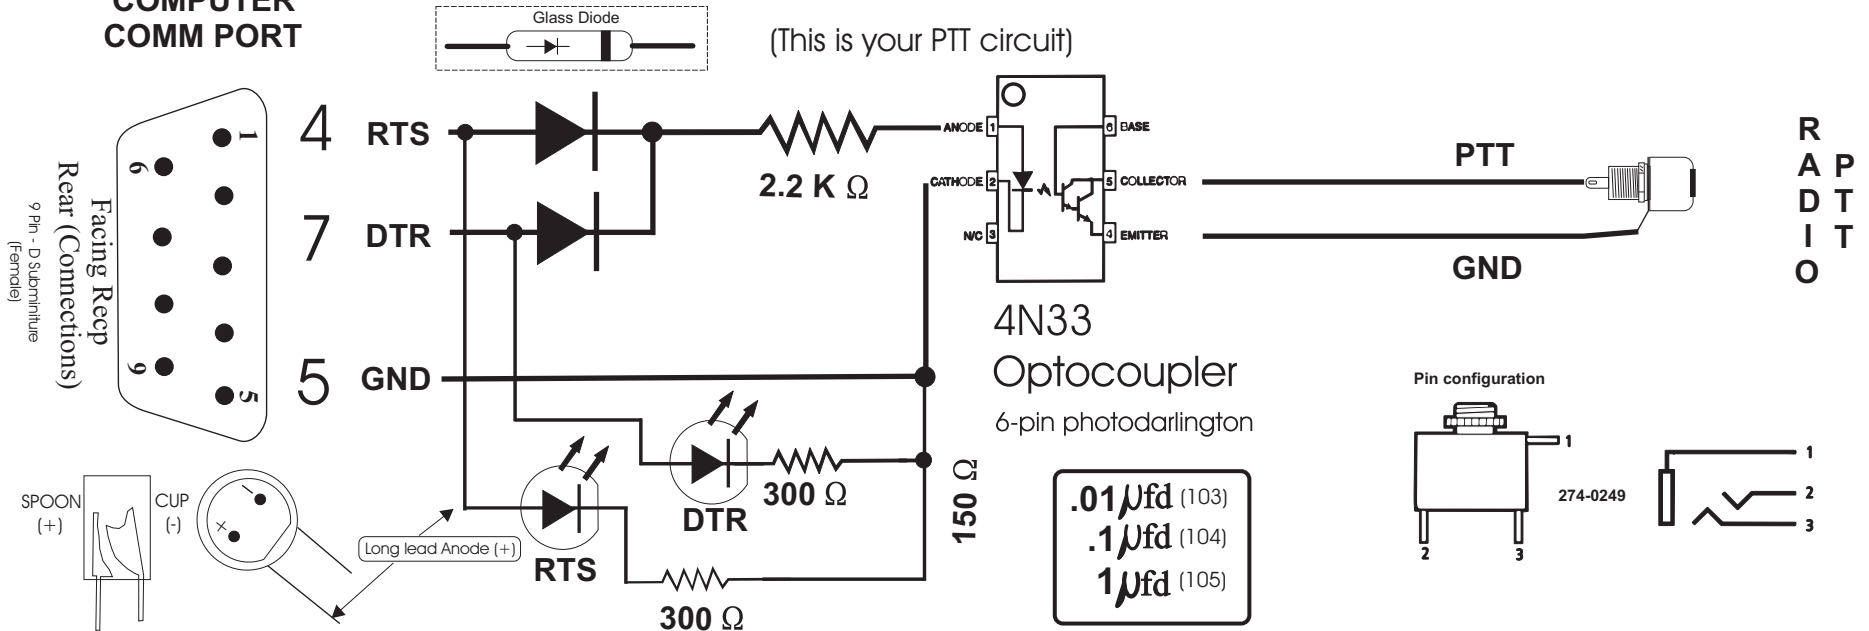 COMPUTER
COMM PORT
Glass Diode
(This is your PTT circuit)
4 RTS
7 DTR
5 GND
1
6
9
5
Facing Recp
Rear (Connections)
9 Pin - D Subminiture
(Female)
2.2 K Ω
ANODE 1
CATHODE 2
N/C 3
6 BASE
5 COLLECTOR
4 EMITTER
4N33
Optocoupler
6-pin photodarlington
PTT
GND
RADIO
PTT
SPOON
(+)
CUP
(-)
-
+
Long lead Anode (+)
RTS
300 Ω
DTR
300 Ω
150 Ω
.01µfd (103)
.1µfd (104)
1µfd (105)
Pin configuration
1
2
3
274-0249
1
2
3